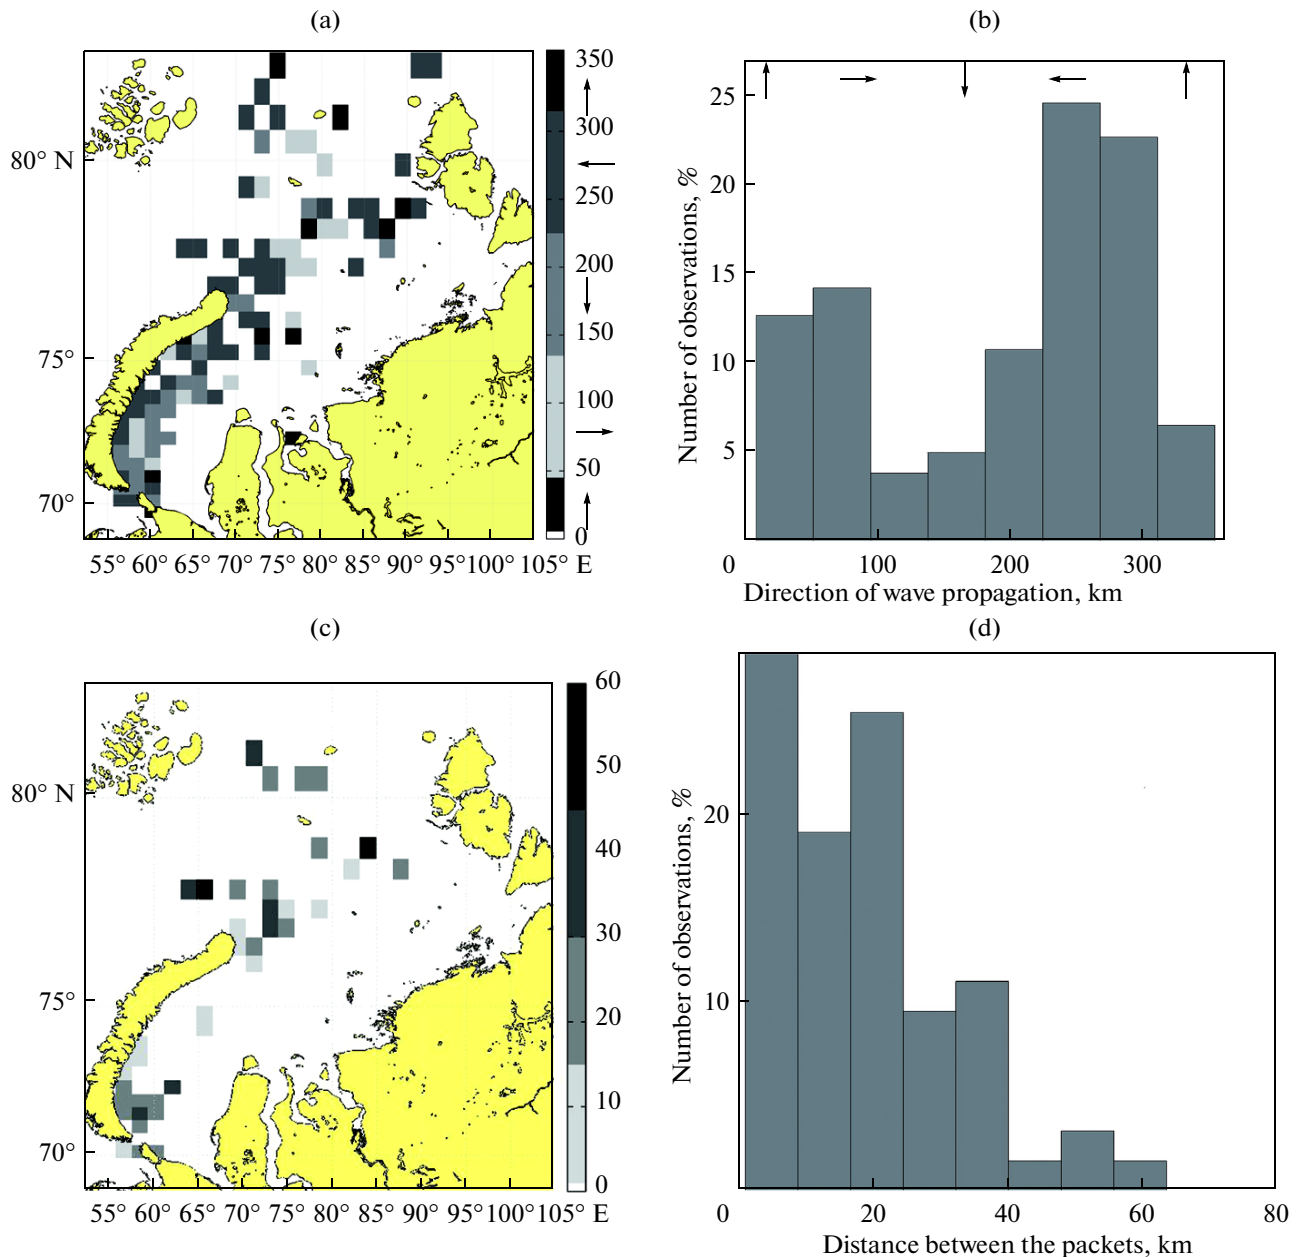 (a)
350
300
250
200
150
100
50
0
80° N
75°
70°
55° 60° 65° 70° 75° 80° 85° 90° 95° 100° 105° E
(b)
25
20
15
10
5
0 100 200 300
Number of observations, %
Direction of wave propagation, km
(c)
60
50
40
30
20
10
0
80° N
75°
70°
55° 60° 65° 70° 75° 80° 85° 90° 95° 100° 105° E
(d)
20
10
0 20 40 60 80
Number of observations, %
Distance between the packets, km